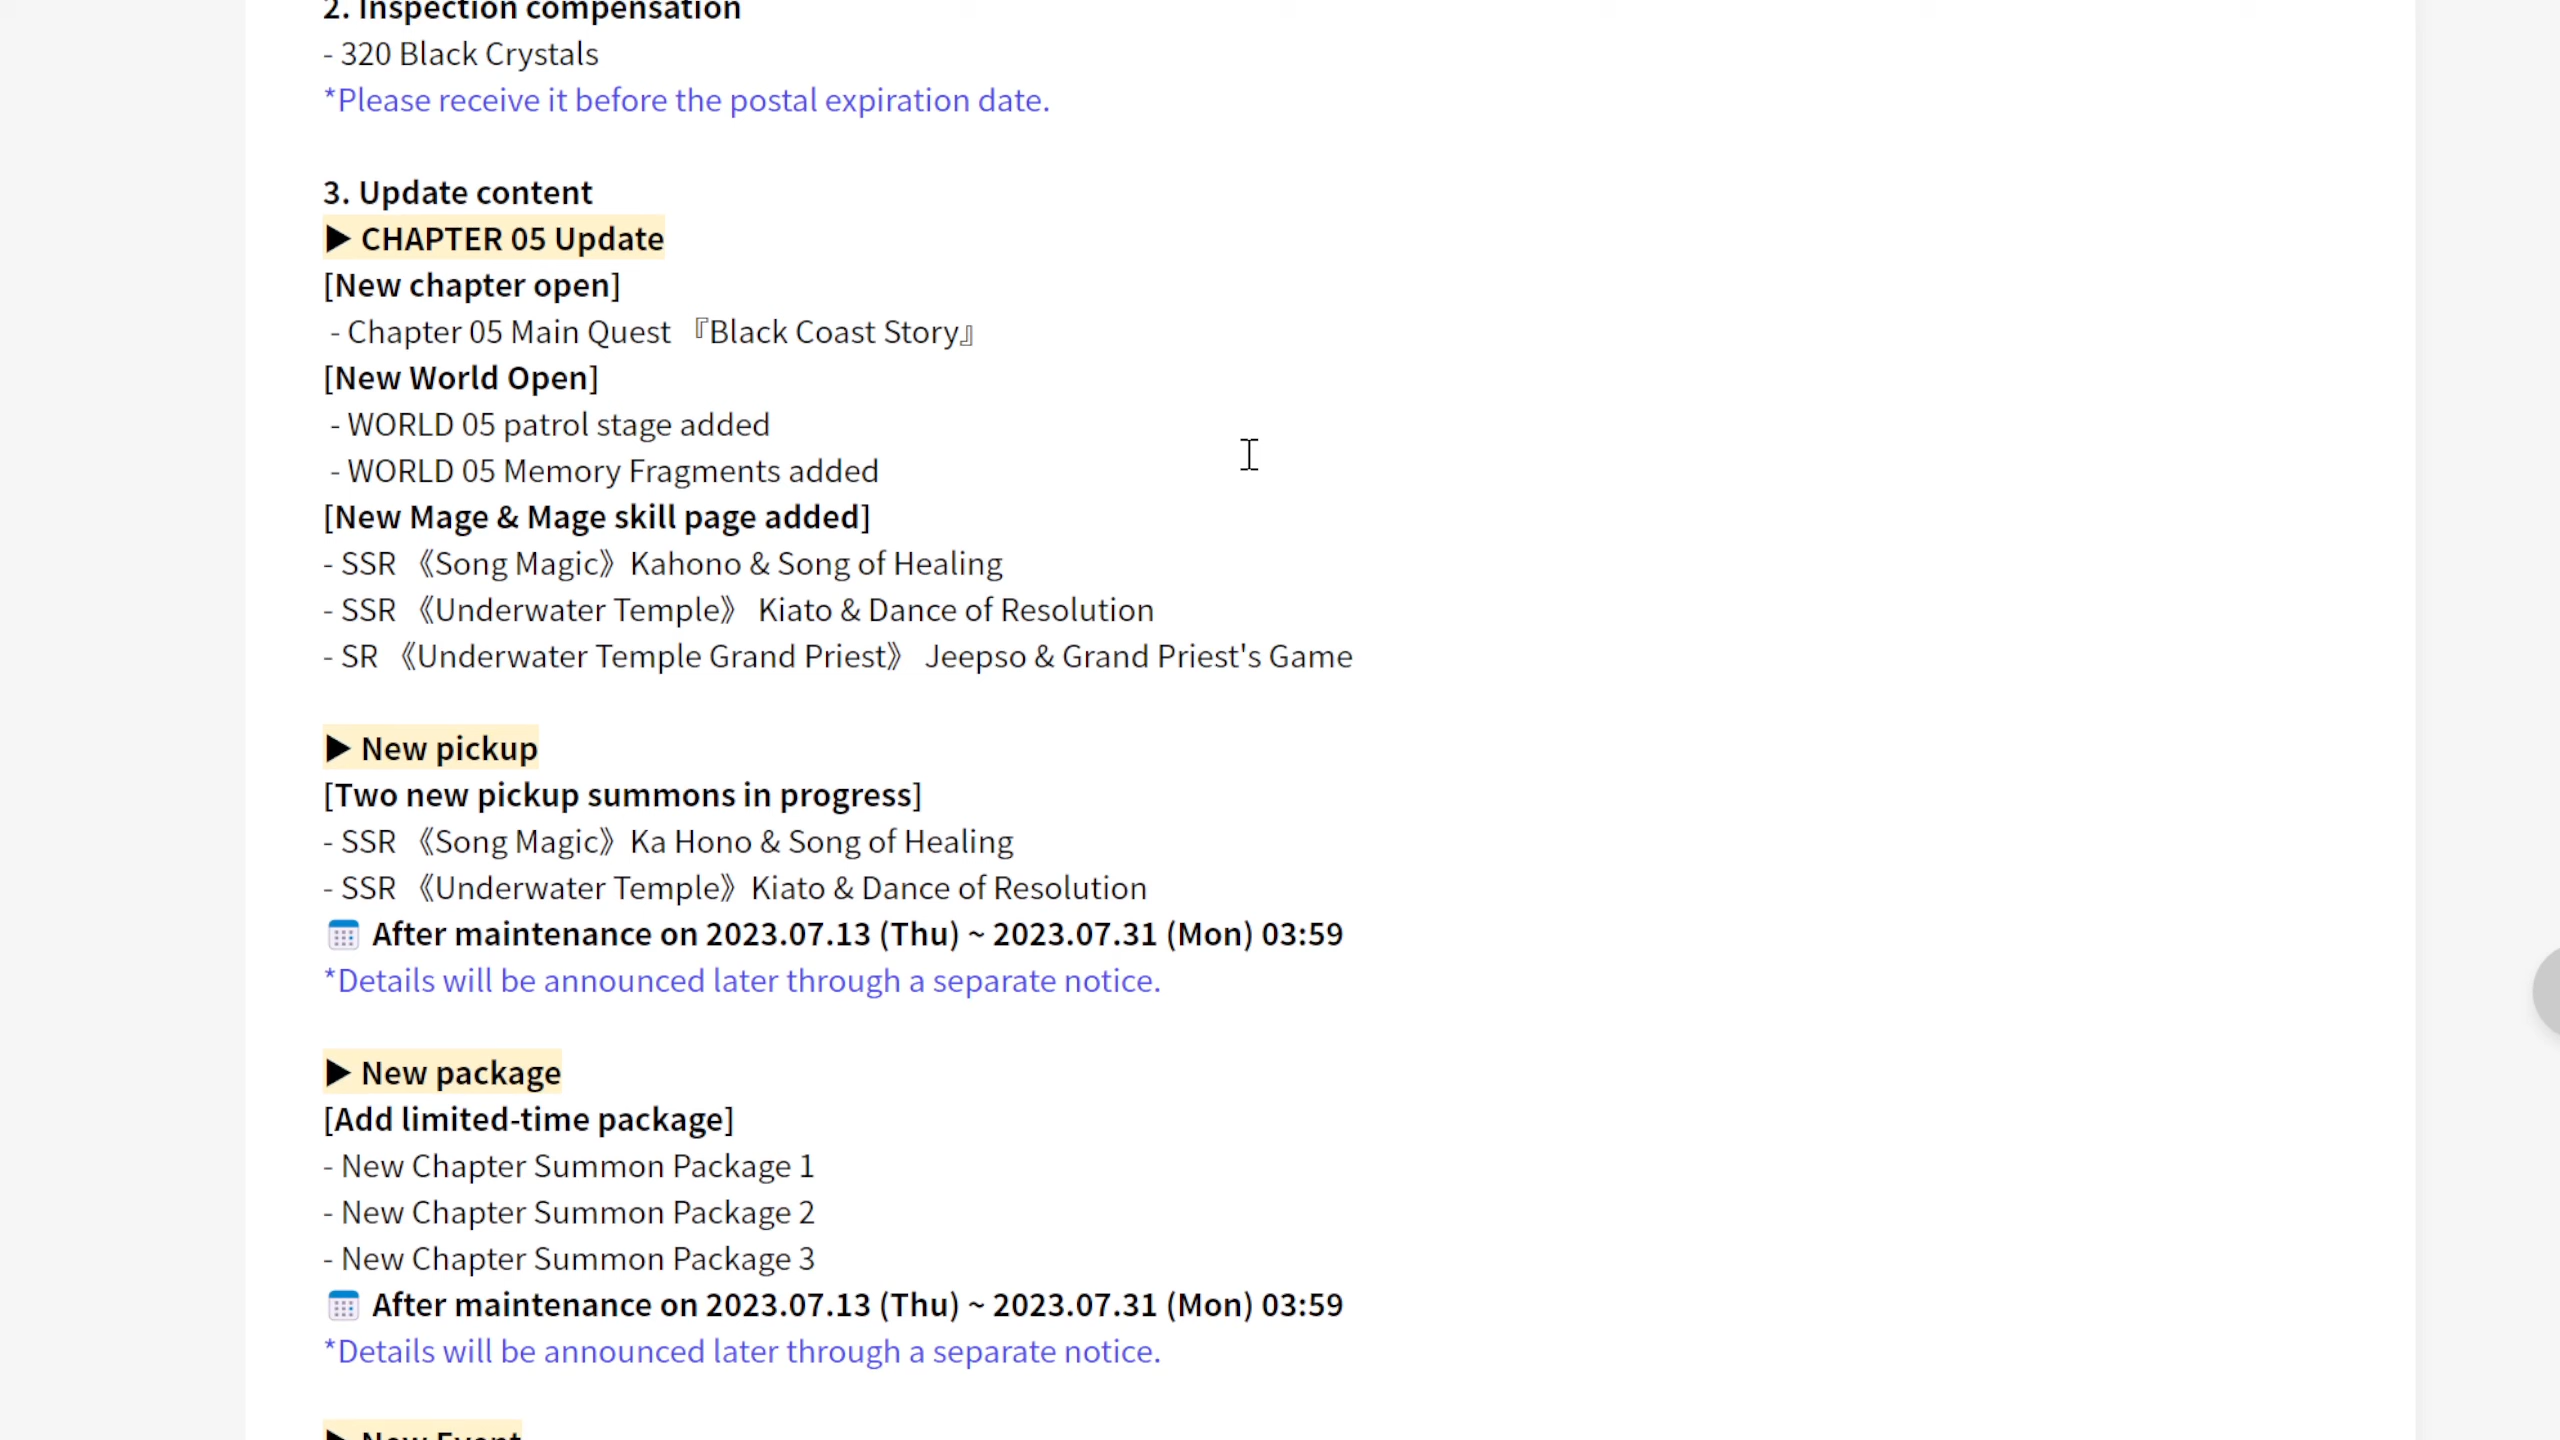 2. Inspection compensation
- 320 Black Crystals
*Please receive it before the postal expiration date.
3. Update content
▶ CHAPTER 05 Update
[New chapter open]
- Chapter 05 Main Quest 『Black Coast Story』
[New World Open]
- WORLD 05 patrol stage added
- WORLD 05 Memory Fragments added
[New Mage & Mage skill page added]
- SSR 《Song Magic》Kahono & Song of Healing
- SSR 《Underwater Temple》 Kiato & Dance of Resolution
- SR 《Underwater Temple Grand Priest》 Jeepso & Grand Priest's Game
▶ New pickup
[Two new pickup summons in progress]
- SSR 《Song Magic》Ka Hono & Song of Healing
- SSR 《Underwater Temple》Kiato & Dance of Resolution
After maintenance on 2023.07.13 (Thu) ~ 2023.07.31 (Mon) 03:59
*Details will be announced later through a separate notice.
▶ New package
[Add limited-time package]
- New Chapter Summon Package 1
- New Chapter Summon Package 2
- New Chapter Summon Package 3
After maintenance on 2023.07.13 (Thu) ~ 2023.07.31 (Mon) 03:59
*Details will be announced later through a separate notice.
▶ New Event